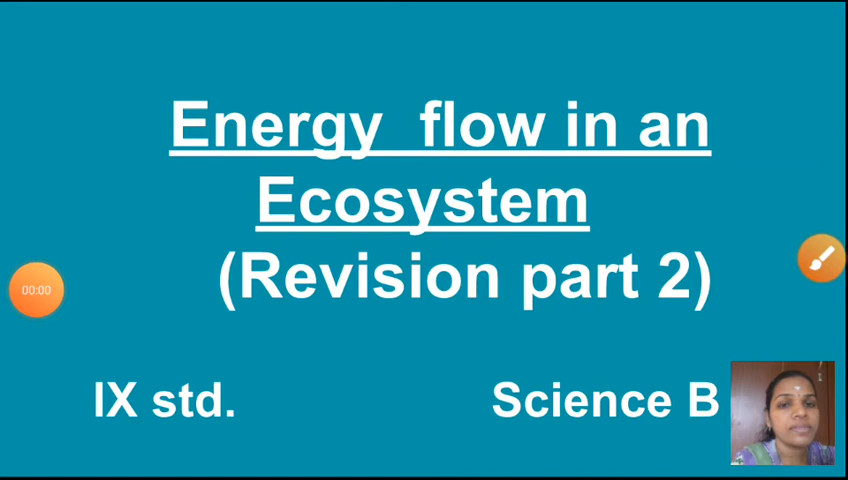 Energy flow in an
Ecosystem
(Revision part 2)
00:00
IX std.
Science B